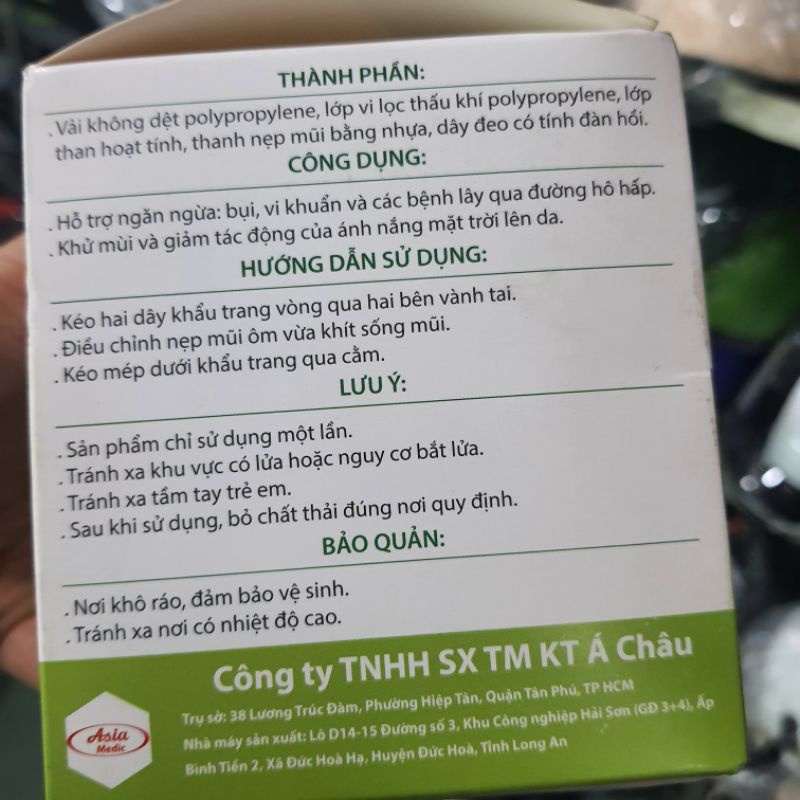 THÀNH PHẦN:
. Vải không dệt polypropylene, lớp vi lọc thấu khí polypropylene, lớp
than hoạt tính, thanh nẹp mũi bằng nhựa, dây đeo có tính đàn hồi.
CÔNG DỤNG:
. Hỗ trợ ngăn ngừa: bụi, vi khuẩn và các bệnh lây qua đường hô hấp.
. Khử mùi và giảm tác động của ánh nắng mặt trời lên da.
HƯỚNG DẪN SỬ DỤNG:
. Kéo hai dây khẩu trang vòng qua hai bên vành tai.
. Điều chỉnh nẹp mũi ôm vừa khít sống mũi.
. Kéo mép dưới khẩu trang qua cằm.
LƯU Ý:
. Sản phẩm chỉ sử dụng một lần.
. Tránh xa khu vực có lửa hoặc nguy cơ bắt lửa.
. Tránh xa tầm tay trẻ em.
. Sau khi sử dụng, bỏ chất thải đúng nơi quy định.
BẢO QUẢN:
. Nơi khô ráo, đảm bảo vệ sinh.
. Tránh xa nơi có nhiệt độ cao.
Công ty TNHH SX TM KT Á Châu
Trụ sở: 38 Lương Trúc Đàm, Phường Hiệp Tân, Quận Tân Phú, TP HCM
Nhà máy sản xuất: Lô D14-15 Đường số 3, Khu Công nghiệp Hải Sơn (GĐ 3+4), Ấp
Bình Tiền 2, Xã Đức Hoà Hạ, Huyện Đức Hoà, Tỉnh Long An
Asia
Medic